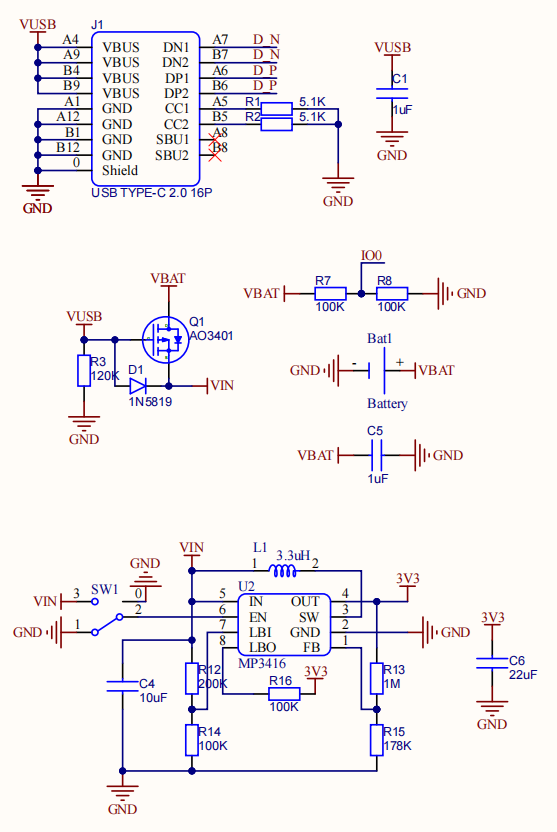 VUSB
J1
A4 VBUS DN1 A7 D_N
A9 VBUS DN2 B7 D_N
B4 VBUS DP1 A6 D_P
B9 VBUS DP2 B6 D_P
A1 GND CC1 A5 R1 5.1K
A12 GND CC2 B5 R2 5.1K
B1 GND SBU1 A8
B12 GND SBU2 B8
0 Shield
USB TYPE-C 2.0 16P
GND
GND
VUSB
C1
1uF
GND
VBAT
VUSB
Q1
AO3401
R3
120K
D1
1N5819
VIN
GND
IO0
VBAT
R7
100K
R8
100K
GND
Bat1
GND - + VBAT
Battery
C5
VBAT GND
1uF
VIN
L1
1 3.3uH 2
GND
SW1
VIN 3 0
2
GND 1
U2
5 IN OUT 4
6 EN SW 3
7 LBI GND 2
8 LBO FB 1
MP3416
3V3
GND
3V3
R12
200K
R16
100K
3V3
R13
1M
C4
10uF
R14
100K
R15
178K
C6
22uF
GND
GND